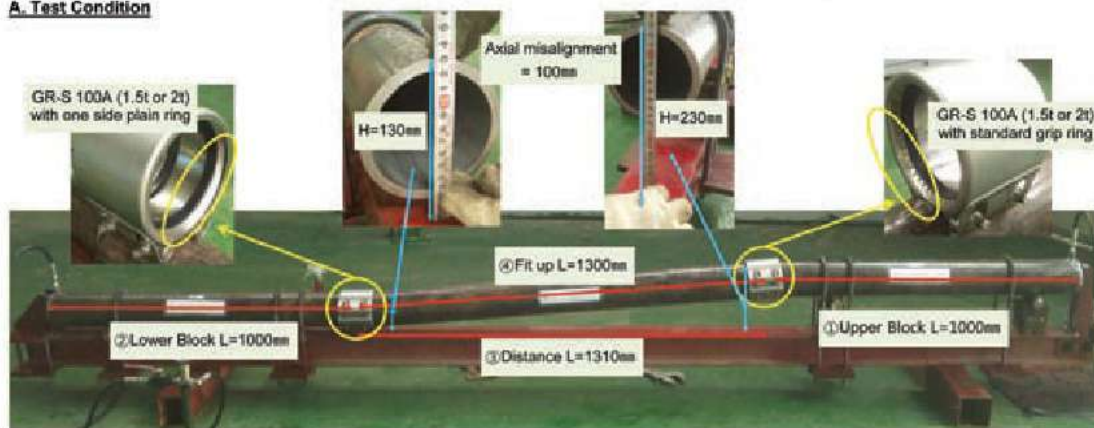 A. Test Condition
GR-S 100A (1.5t or 2t)
with one side plain ring
H=130mm
Axial misalignment
= 100mm
H=230mm
GR-S 100A (1.5t or 2t)
with standard grip ring
④Fit up L=1300mm
②Lower Block L=1000mm
③Distance L=1310mm
①Upper Block L=1000mm